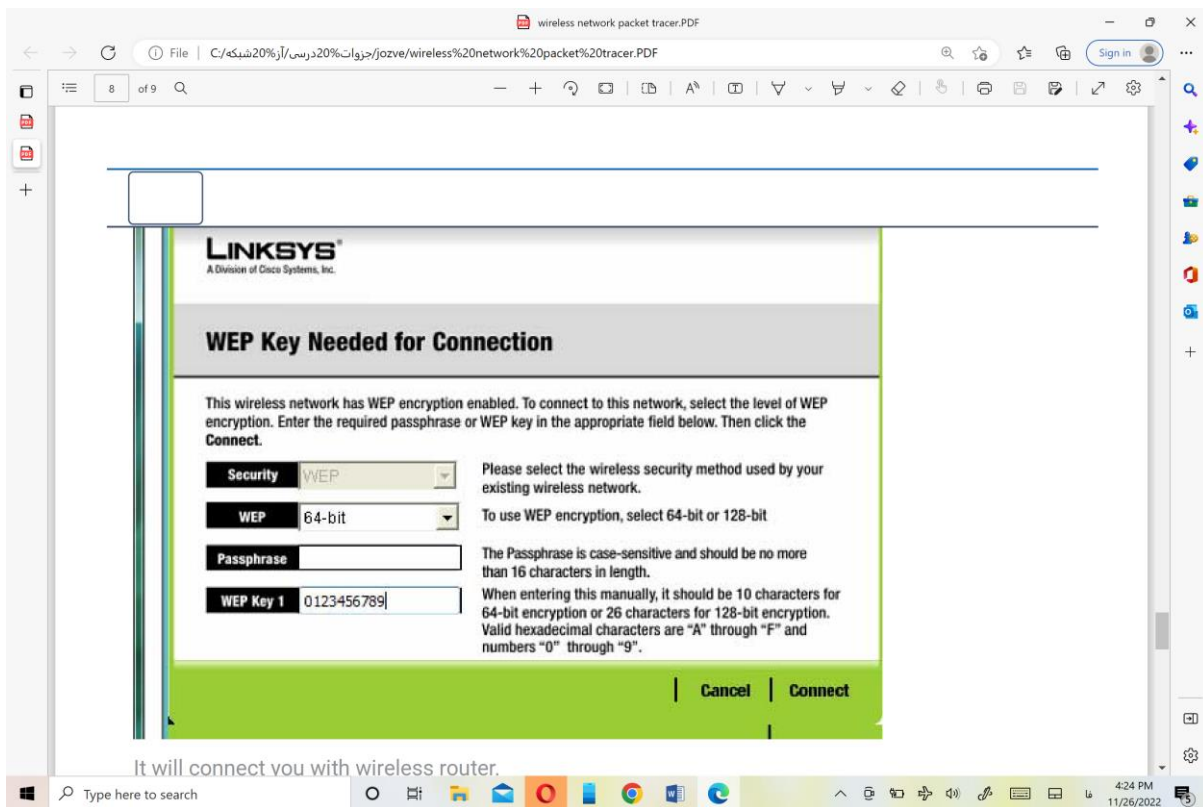 wireless network packet tracer.PDF
File | C:/جزوات%20درسی/آز%20شبکه/jozve/wireless%20network%20packet%20tracer.PDF
Sign in
8 of 9
LINKSYS®
A Division of Cisco Systems, Inc.
WEP Key Needed for Connection
This wireless network has WEP encryption enabled. To connect to this network, select the level of WEP
encryption. Enter the required passphrase or WEP key in the appropriate field below. Then click the
Connect.
Security WEP Please select the wireless security method used by your
existing wireless network.
WEP 64-bit To use WEP encryption, select 64-bit or 128-bit
Passphrase The Passphrase is case-sensitive and should be no more
than 16 characters in length.
WEP Key 1 0123456789 When entering this manually, it should be 10 characters for
64-bit encryption or 26 characters for 128-bit encryption.
Valid hexadecimal characters are “A” through “F” and
numbers “0” through “9”.
Cancel | Connect
It will connect you with wireless router.
Type here to search
فا
4:24 PM
11/26/2022